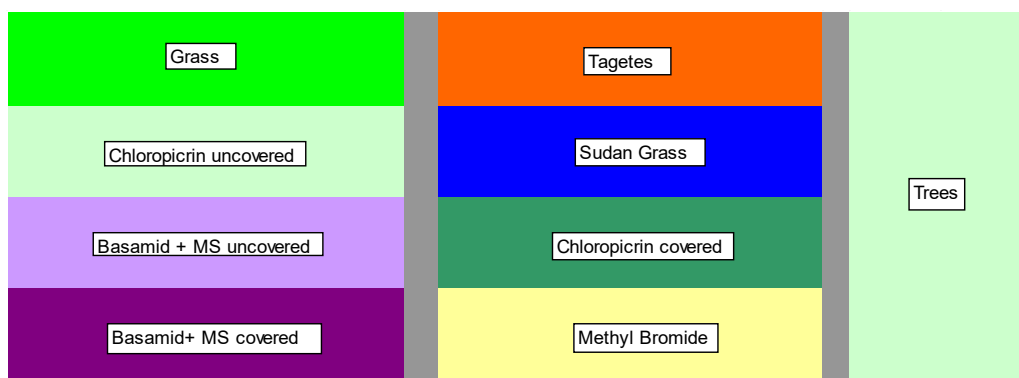 Grass
Tagetes
Chloropicrin uncovered
Sudan Grass
Trees
Basamid + MS uncovered
Chloropicrin covered
Basamid+ MS covered
Methyl Bromide